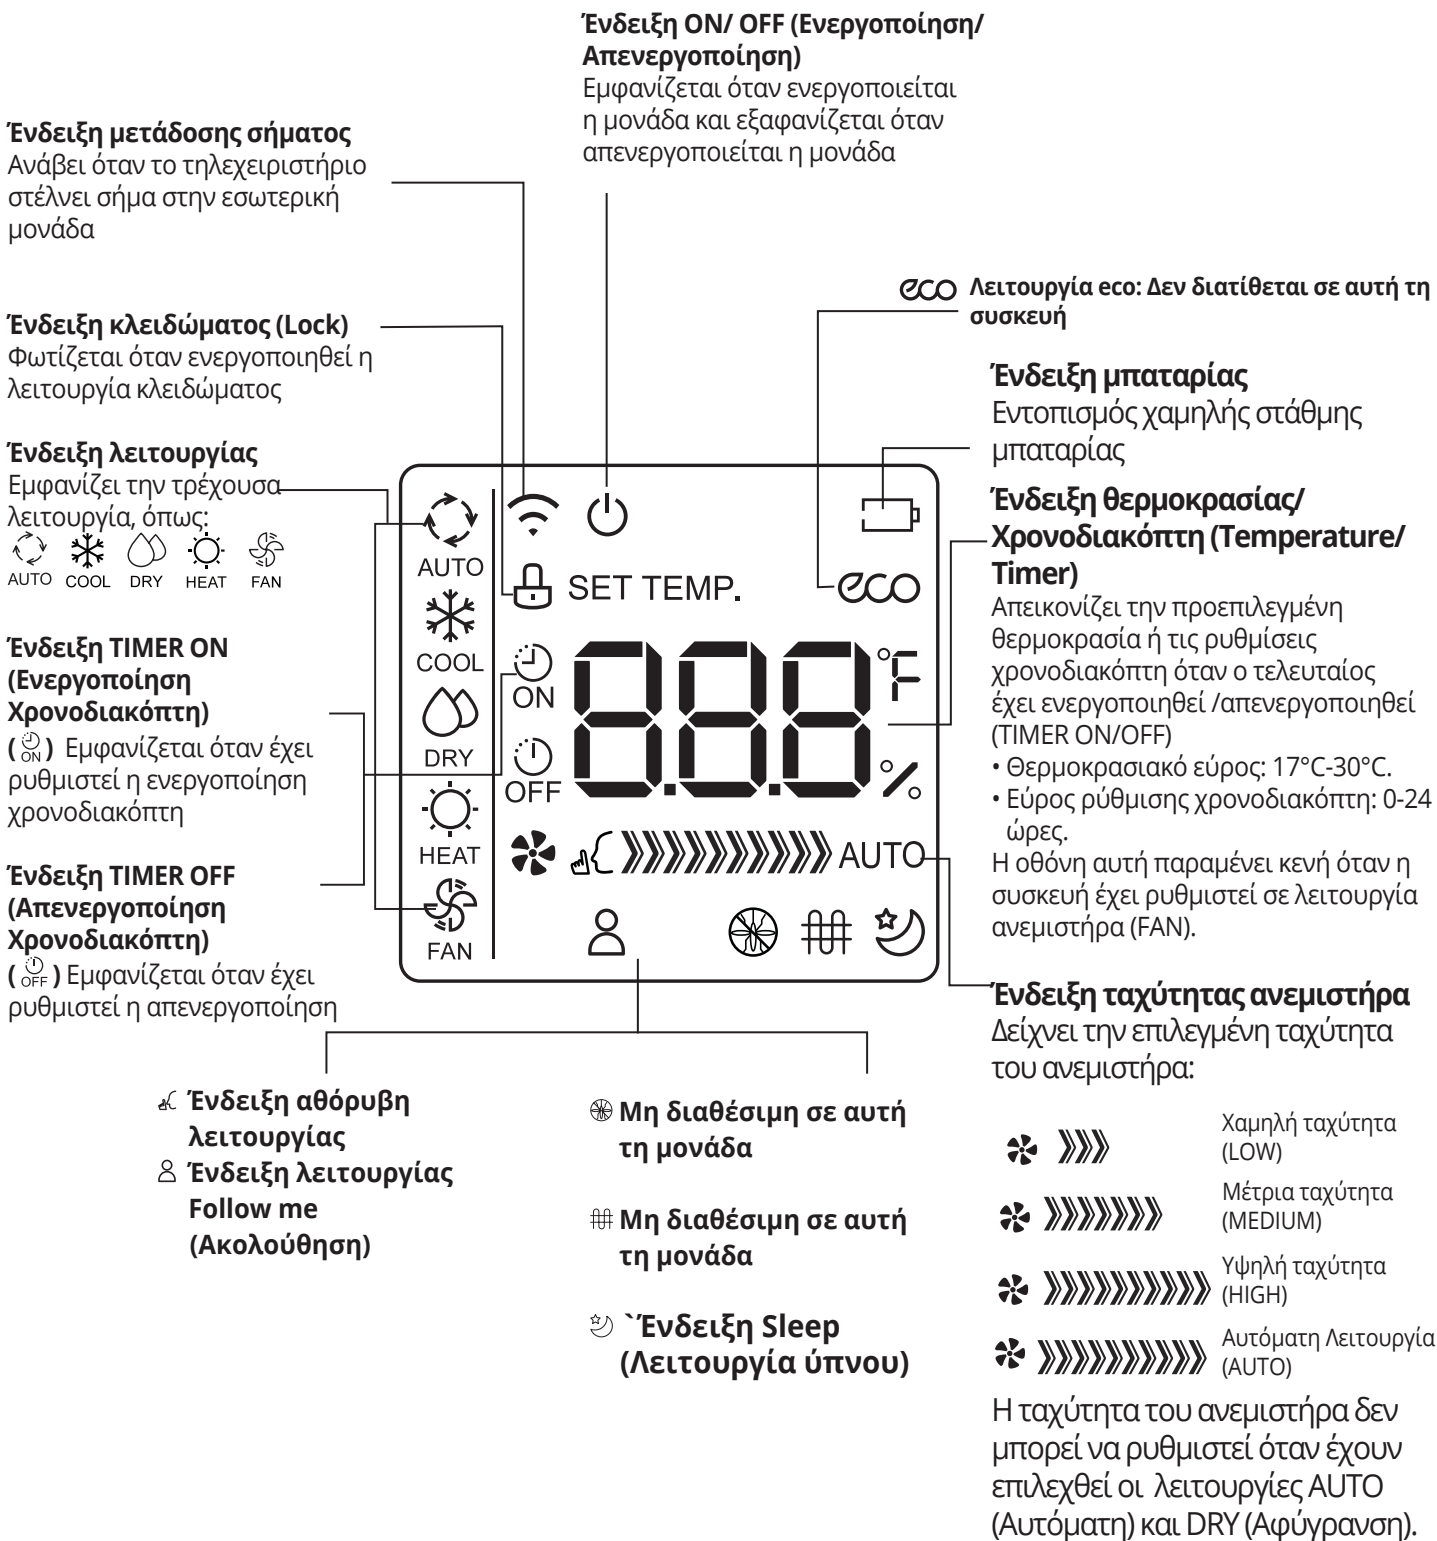 Ένδειξη ON/ OFF (Ενεργοποίηση/
Απενεργοποίηση)
Εμφανίζεται όταν ενεργοποιείται
η μονάδα και εξαφανίζεται όταν
απενεργοποιείται η μονάδα
Ένδειξη μετάδοσης σήματος
Ανάβει όταν το τηλεχειριστήριο
στέλνει σήμα στην εσωτερική
μονάδα
Ένδειξη κλειδώματος (Lock)
Φωτίζεται όταν ενεργοποιηθεί η
λειτουργία κλειδώματος
Ένδειξη λειτουργίας
Εμφανίζει την τρέχουσα
λειτουργία, όπως:
AUTO COOL DRY HEAT FAN
Ένδειξη TIMER ON
(Ενεργοποίηση
Χρονοδιακόπτη)
( ON ) Εμφανίζεται όταν έχει
ρυθμιστεί η ενεργοποίηση
χρονοδιακόπτη
Ένδειξη TIMER OFF
(Απενεργοποίηση
Χρονοδιακόπτη)
( OFF ) Εμφανίζεται όταν έχει
ρυθμιστεί η απενεργοποίηση
AUTO
COOL
DRY
HEAT
FAN
SET TEMP.
eco
ON
OFF
8.8.8
°F
%
AUTO
eco Λειτουργία eco: Δεν διατίθεται σε αυτή τη
συσκευή
Ένδειξη μπαταρίας
Εντοπισμός χαμηλής στάθμης
μπαταρίας
Ένδειξη θερμοκρασίας/
Χρονοδιακόπτη (Temperature/
Timer)
Απεικονίζει την προεπιλεγμένη
θερμοκρασία ή τις ρυθμίσεις
χρονοδιακόπτη όταν ο τελευταίος
έχει ενεργοποιηθεί /απενεργοποιηθεί
(TIMER ON/OFF)
• Θερμοκρασιακό εύρος: 17°C-30°C.
• Εύρος ρύθμισης χρονοδιακόπτη: 0-24
ώρες.
Η οθόνη αυτή παραμένει κενή όταν η
συσκευή έχει ρυθμιστεί σε λειτουργία
ανεμιστήρα (FAN).
Ένδειξη ταχύτητας ανεμιστήρα
Δείχνει την επιλεγμένη ταχύτητα
του ανεμιστήρα:
Χαμηλή ταχύτητα
(LOW)
Μέτρια ταχύτητα
(MEDIUM)
Υψηλή ταχύτητα
(HIGH)
Αυτόματη Λειτουργία
(AUTO)
Η ταχύτητα του ανεμιστήρα δεν
μπορεί να ρυθμιστεί όταν έχουν
επιλεχθεί οι λειτουργίες AUTO
(Αυτόματη) και DRY (Αφύγρανση).
Ένδειξη αθόρυβη
λειτουργίας
Ένδειξη λειτουργίας
Follow me
(Ακολούθηση)
Μη διαθέσιμη σε αυτή
τη μονάδα
Μη διαθέσιμη σε αυτή
τη μονάδα
`Ένδειξη Sleep
(Λειτουργία ύπνου)